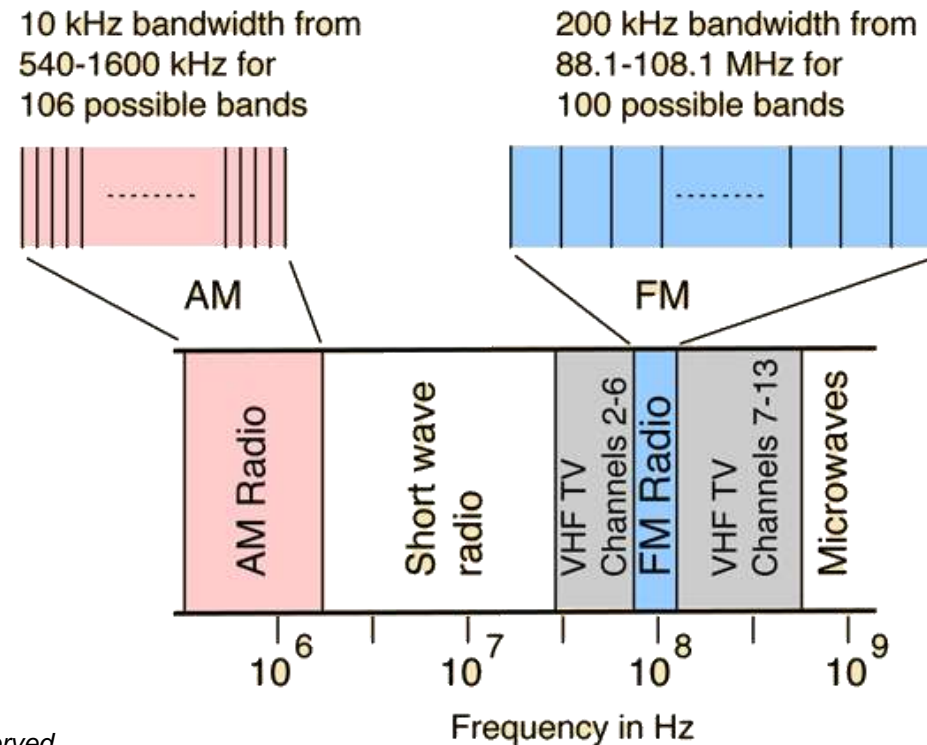 10 kHz bandwidth from
540-1600 kHz for
106 possible bands
200 kHz bandwidth from
88.1-108.1 MHz for
100 possible bands
AM
FM
AM Radio
Short wave
radio
VHF TV
Channels 2-6
FM Radio
VHF TV
Channels 7-13
Microwaves
10^6
10^7
10^8
10^9
Frequency in Hz